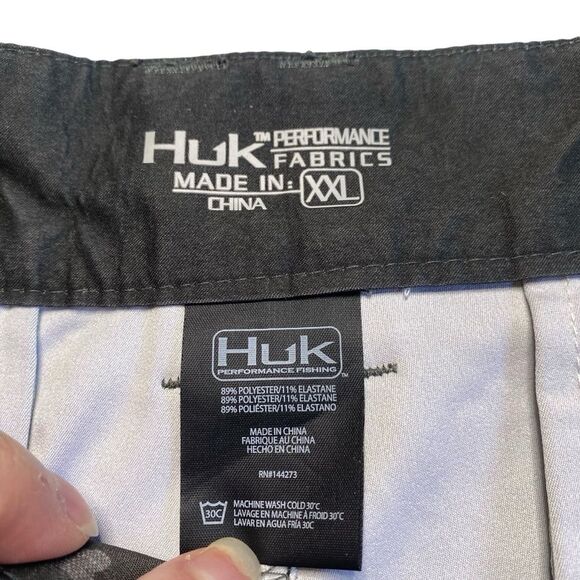 Huk™ PERFORMANCE
FABRICS
MADE IN: XXL
CHINA
Huk™
PERFORMANCE FISHING
89% POLYESTER/11% ELASTANE
89% POLYESTER/11% ELASTANE
89% POLIÉSTER/11% ELASTANO
MADE IN CHINA
FABRIQUE AU CHINA
HECHO EN CHINA
RN#144273
30C
MACHINE WASH COLD 30°C
LAVAGE EN MACHINE À FROID 30C
LAVAR EN AGUA FRÍA 30C